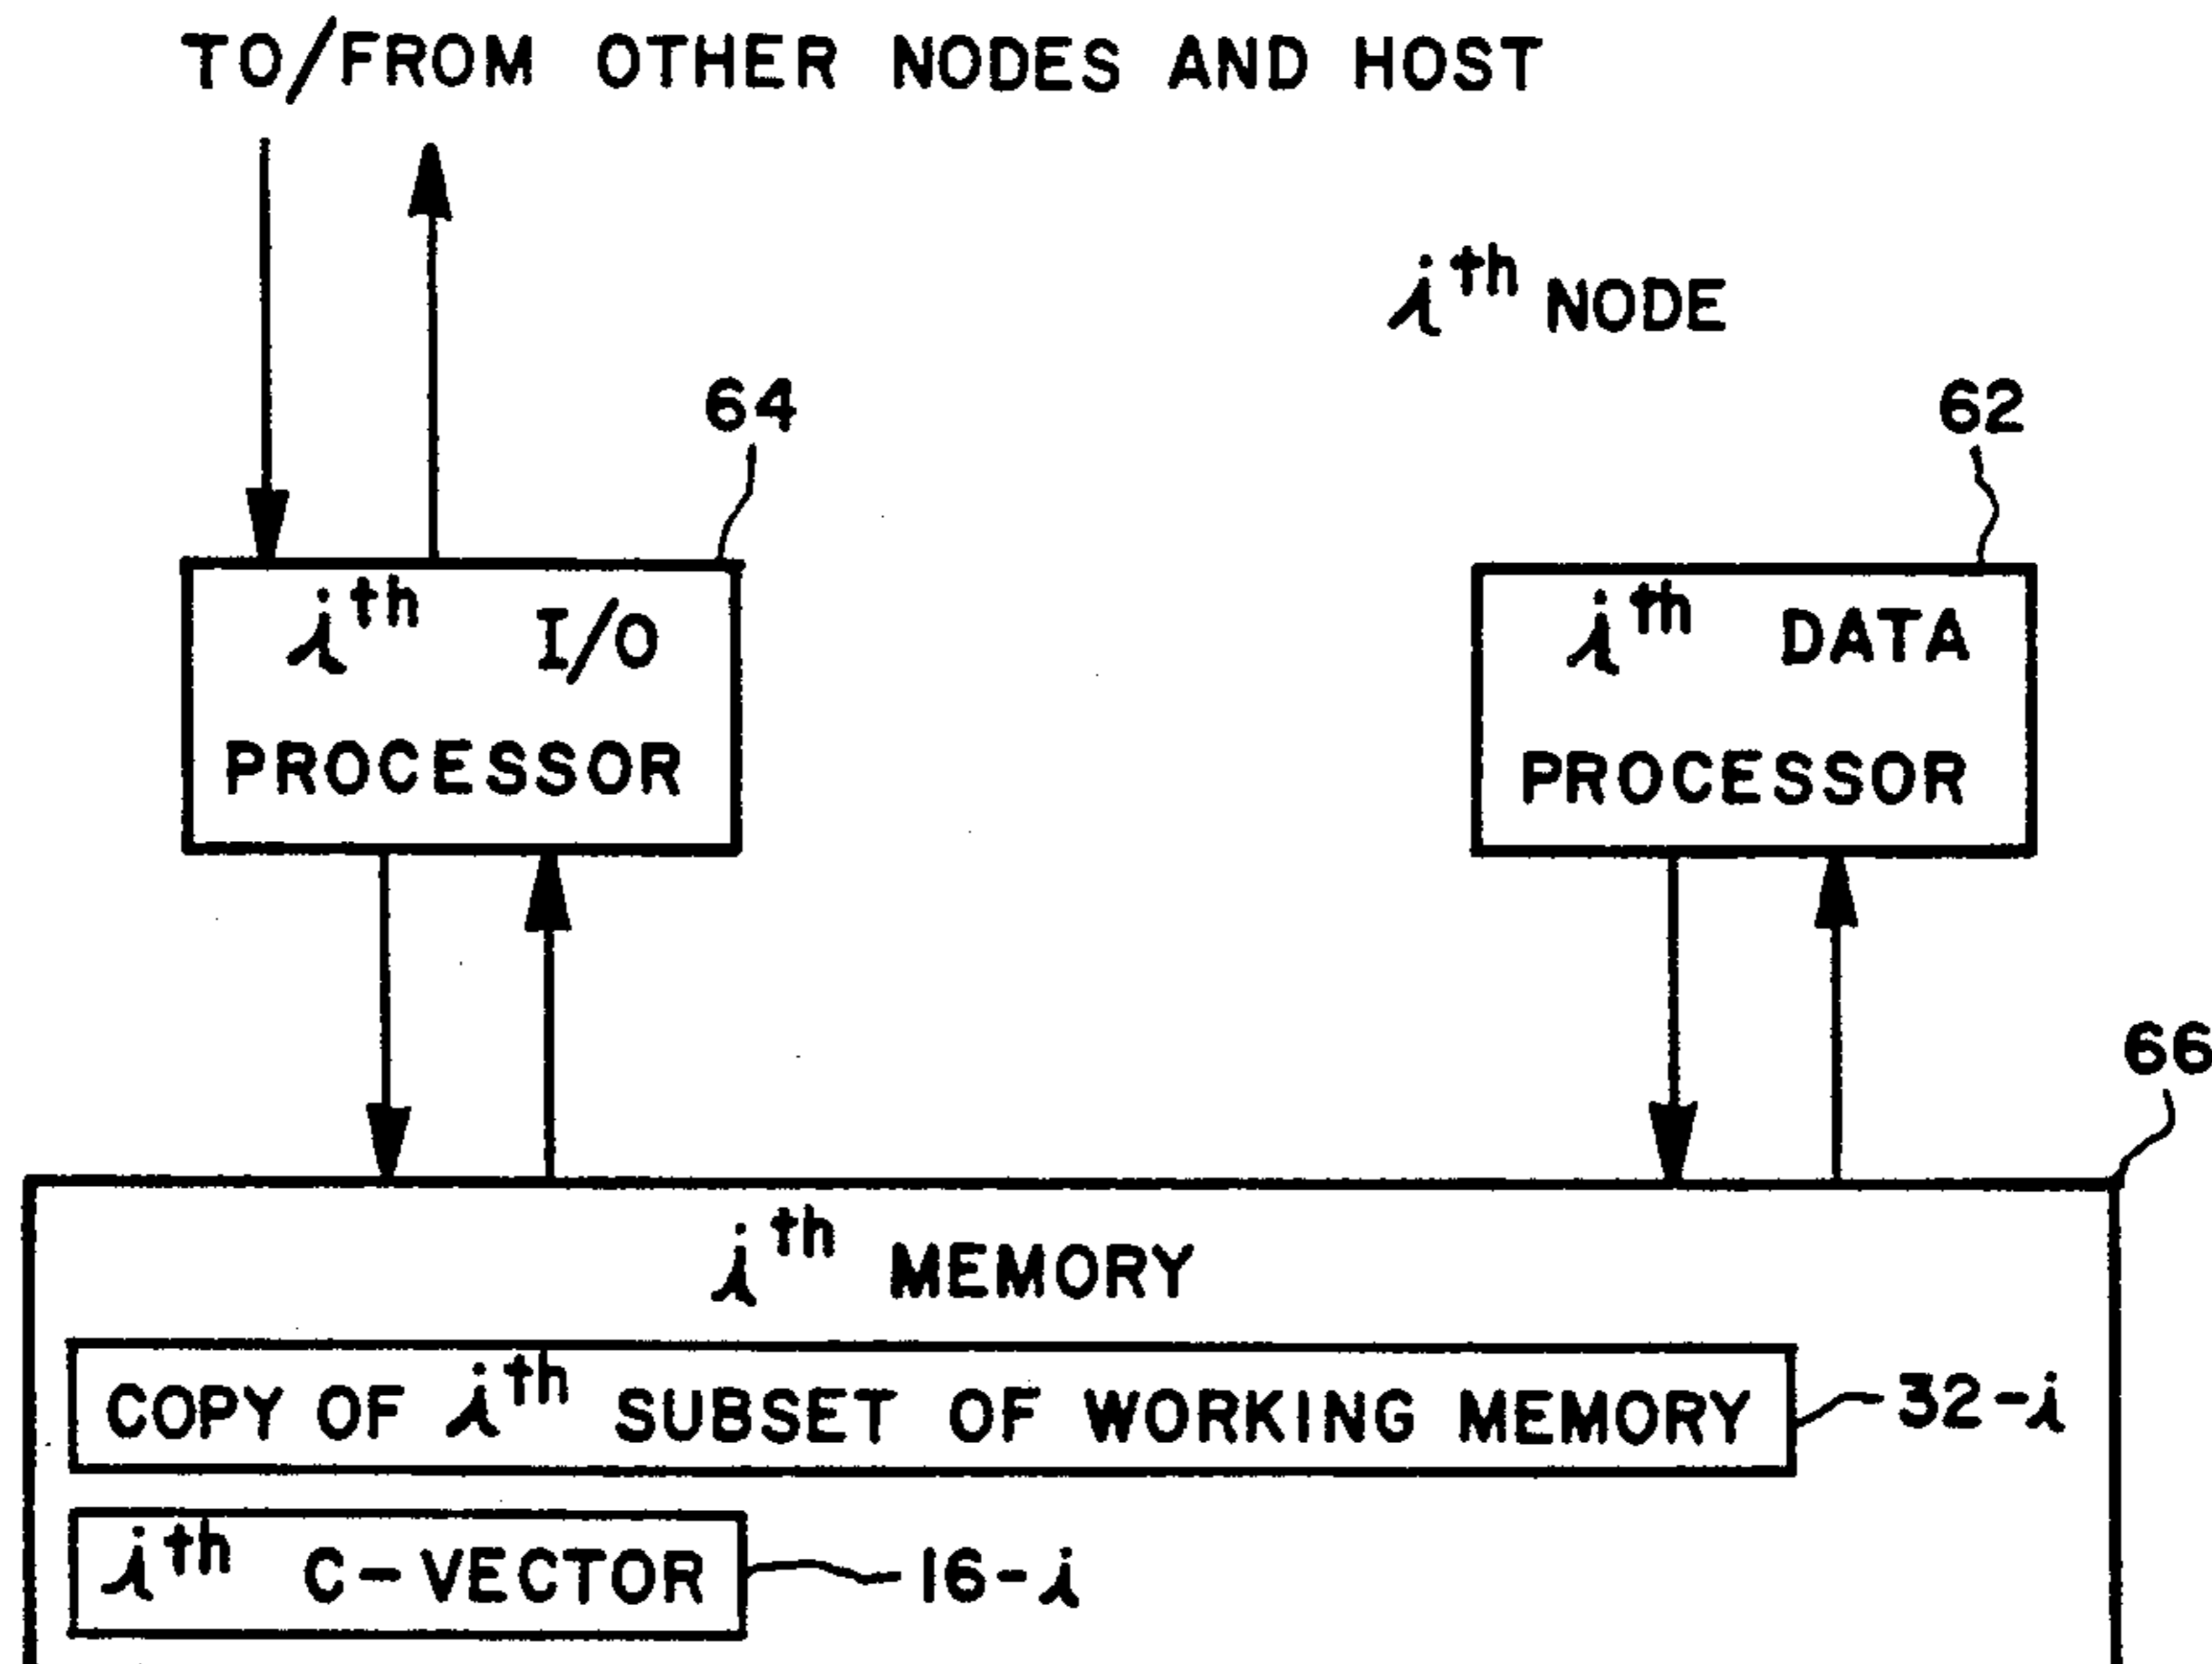 TO/FROM OTHER NODES AND HOST
i^th NODE
64
62
i^th I/O
PROCESSOR
i^th DATA
PROCESSOR
66
i^th MEMORY
COPY OF i^th SUBSET OF WORKING MEMORY
32-i
i^th C-VECTOR
16-i